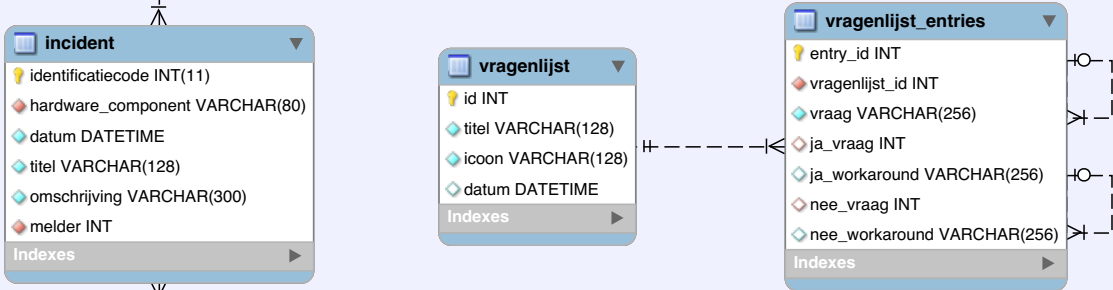 incident
identificatiecode INT(11)
hardware_component VARCHAR(80)
datum DATETIME
titel VARCHAR(128)
omschrijving VARCHAR(300)
melder INT
Indexes
vragenlijst
id INT
titel VARCHAR(128)
icoon VARCHAR(128)
datum DATETIME
Indexes
vragenlijst_entries
entry_id INT
vragenlijst_id INT
vraag VARCHAR(256)
ja_vraag INT
ja_workaround VARCHAR(256)
nee_vraag INT
nee_workaround VARCHAR(256)
Indexes